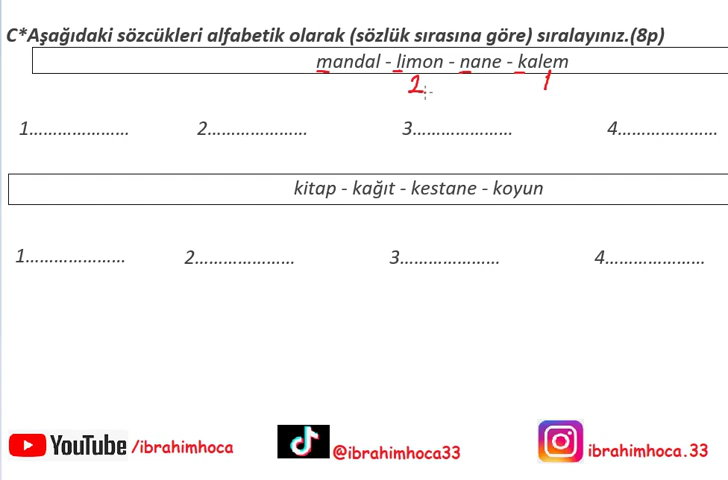 C*Aşağıdaki sözcükleri alfabetik olarak (sözlük sırasına göre) sıralayınız.(8p)
mandal - limon - nane - kalem
2 1
1………………… 2………………… 3………………… 4…………………
kitap - kağıt - kestane - koyun
1………………… 2………………… 3………………… 4…………………
YouTube /ibrahimhoca @ibrahimhoca33 ibrahimhoca.33